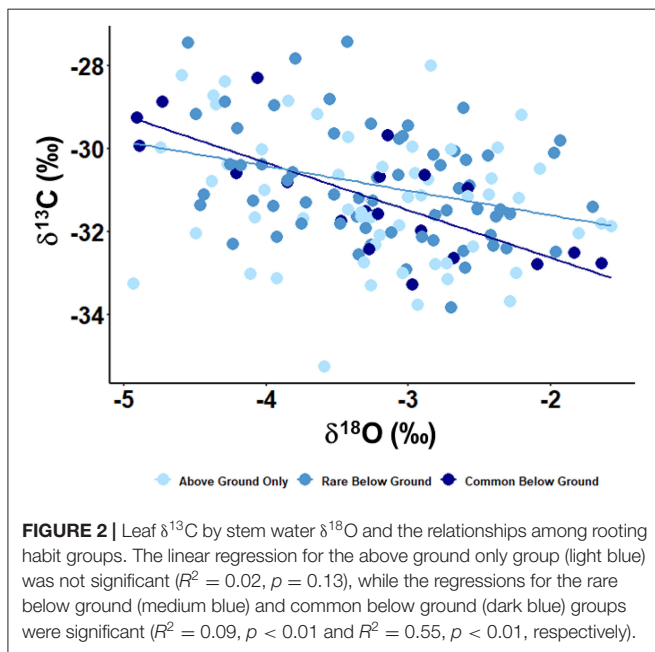 -28
-30
-32
-34
δ13C (‰)
-5 -4 -3 -2
δ18O (‰)
Above Ground Only Rare Below Ground Common Below Ground
FIGURE 2 | Leaf δ13C by stem water δ18O and the relationships among rooting
habit groups. The linear regression for the above ground only group (light blue)
was not significant (R² = 0.02, p = 0.13), while the regressions for the rare
below ground (medium blue) and common below ground (dark blue) groups
were significant (R² = 0.09, p < 0.01 and R² = 0.55, p < 0.01, respectively).